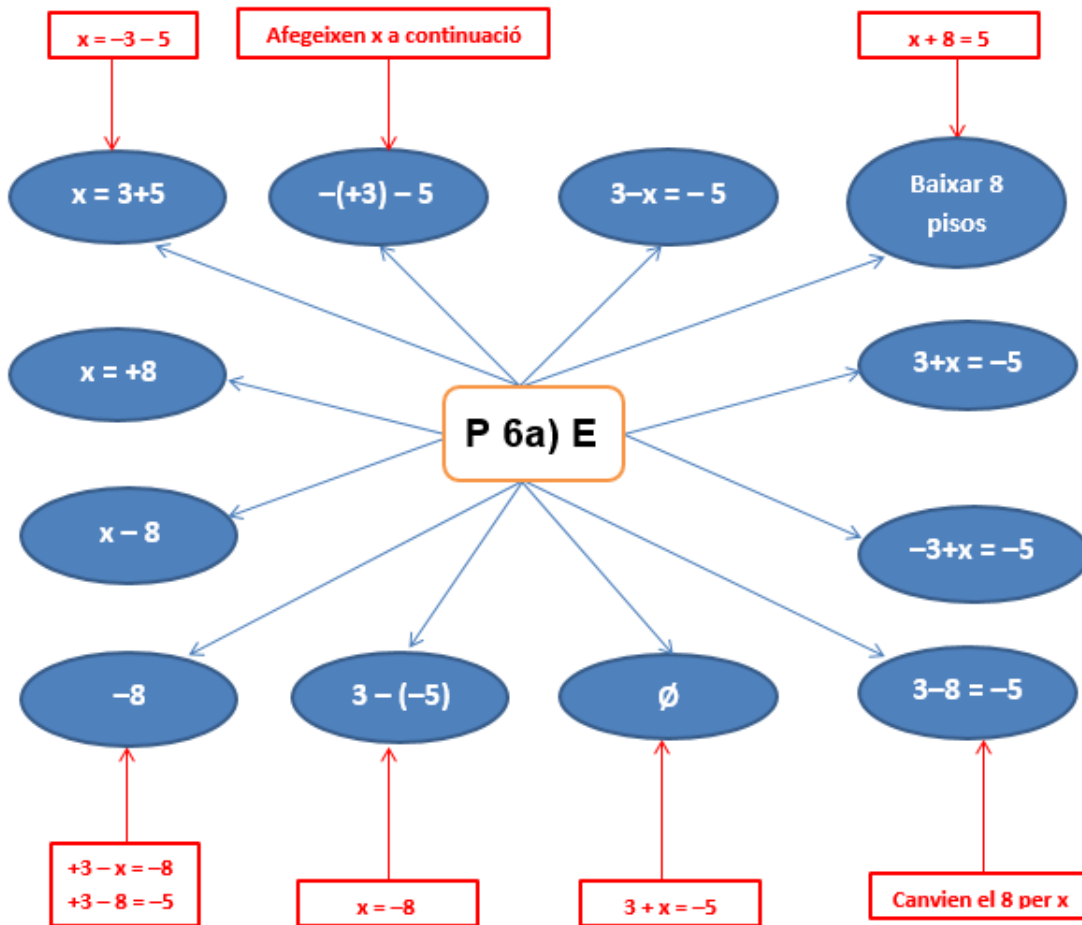 x = –3 – 5
Afegeixen x a continuació
x + 8 = 5
x = 3+5
–(+3) – 5
3–x = – 5
Baixar 8
pisos
x = +8
3+x = –5
P 6a) E
x – 8
–3+x = –5
–8
3 – (–5)
Ø
3–8 = –5
+3 – x = –8
+3 – 8 = –5
x = –8
3 + x = –5
Canvien el 8 per x